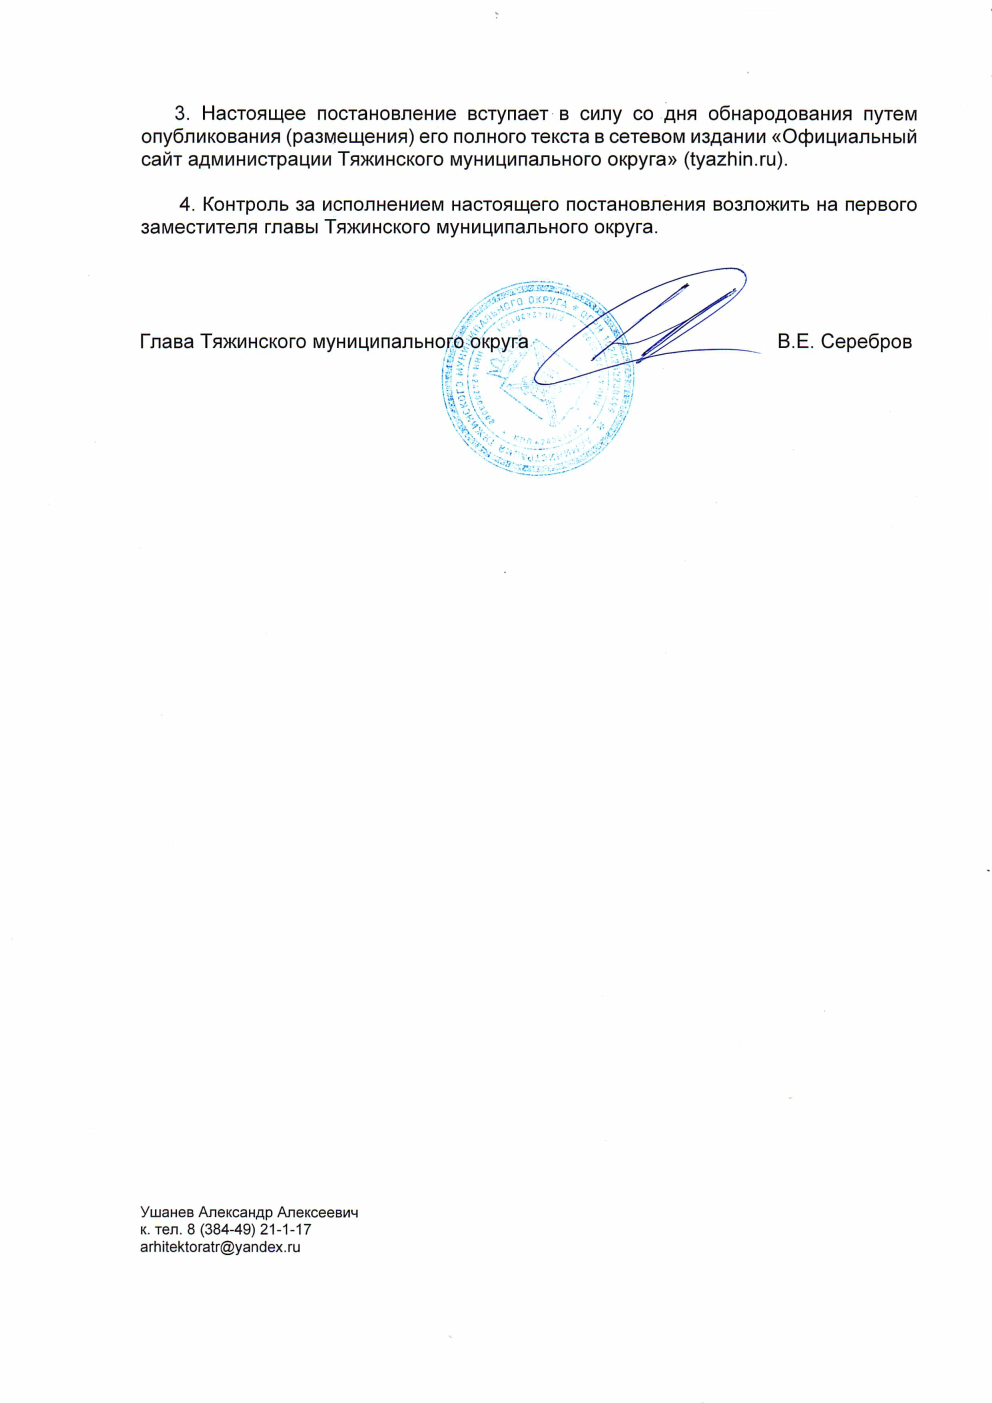 3. Настоящее постановление вступает в силу со дня обнародования путем
опубликования (размещения) его полного текста в сетевом издании «Официальный
сайт администрации Тяжинского муниципального округа» (tyazhin.ru).
4. Контроль за исполнением настоящего постановления возложить на первого
заместителя главы Тяжинского муниципального округа.
Глава Тяжинского муниципального округа
В.Е. Серебров
Ушанев Александр Алексеевич
к. тел. 8 (384-49) 21-1-17
arhitektoratr@yandex.ru